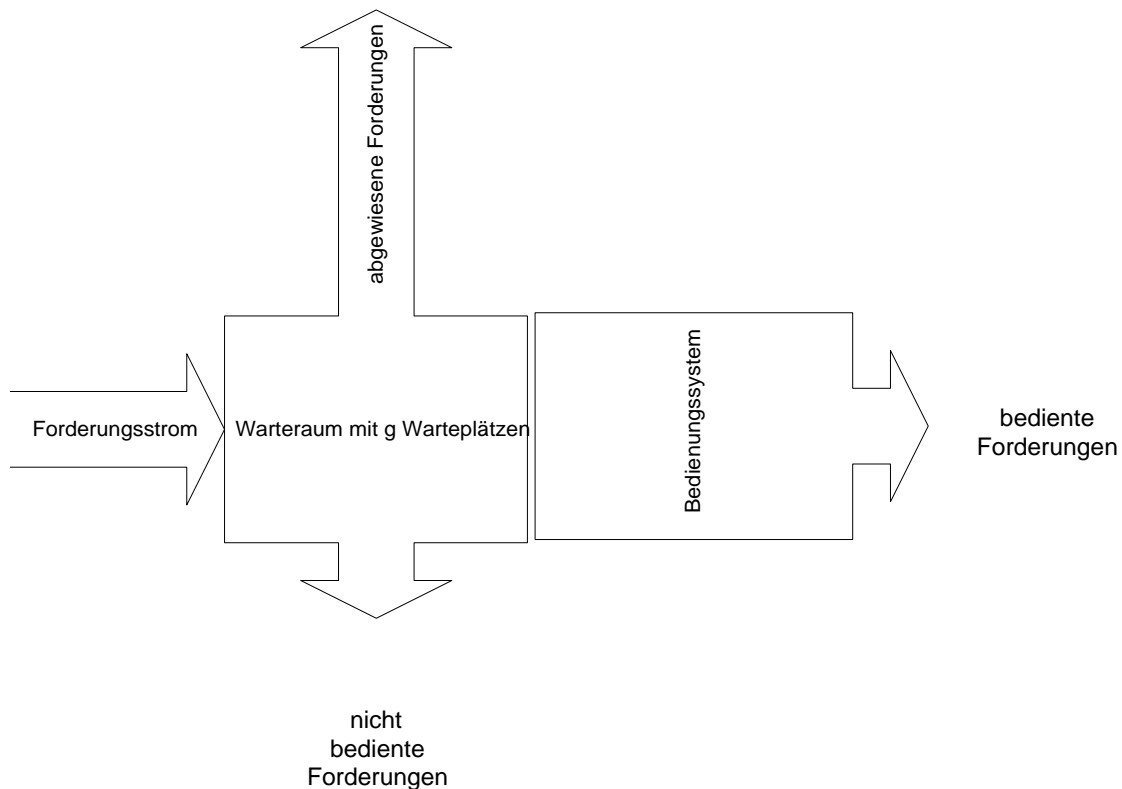 abgewiesene Forderungen
Forderungsstrom
Warteraum mit g Warteplätzen
Bedienungssystem
bediente
Forderungen
nicht
bediente
Forderungen